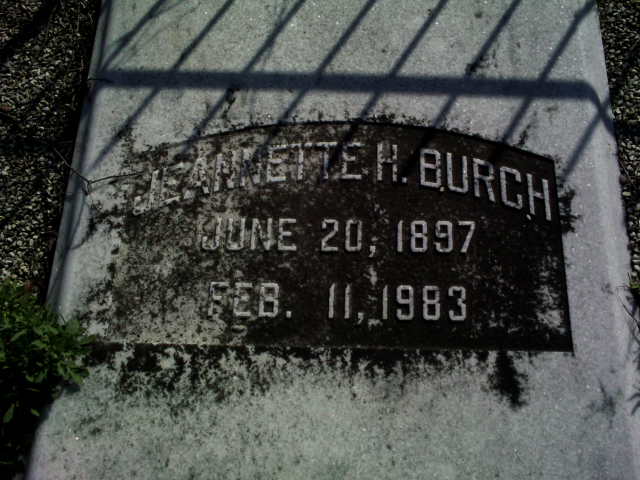 JEANNETTE H. BURCH
JUNE 20, 1897
FEB. 11, 1983